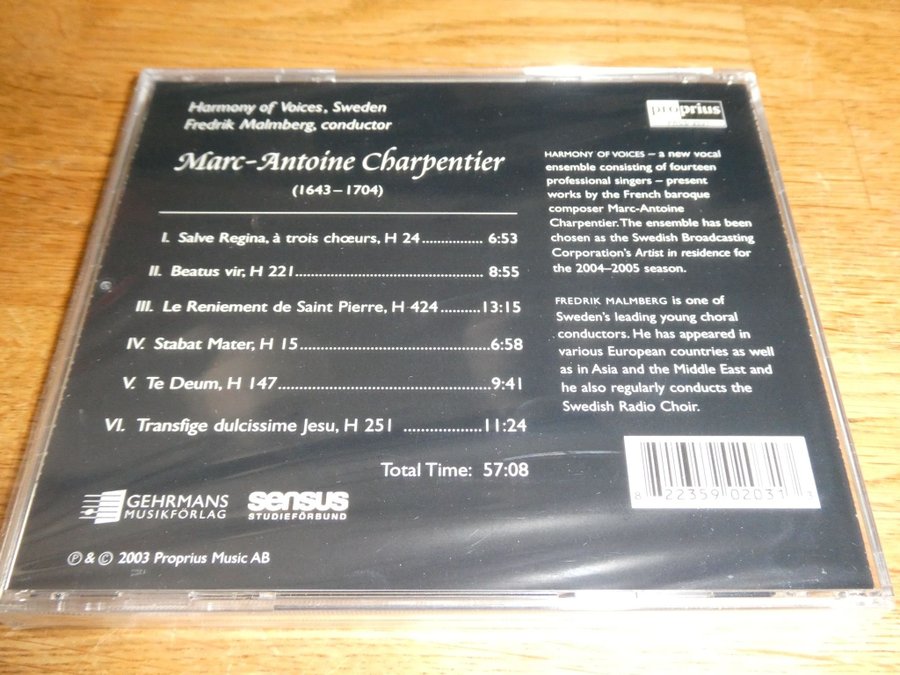 Harmony of Voices, Sweden
Fredrik Malmberg, conductor
Marc-Antoine Charpentier
(1643–1704)
I. Salve Regina, à trois chœurs, H 24............... 6:53
II. Beatus vir, H 221............................................... 8:55
III. Le Reniement de Saint Pierre, H 424..........13:15
IV. Stabat Mater, H 15...............................................6:58
V. Te Deum, H 147.....................................................9:41
VI. Transfige dulcissime Jesu, H 251 ...................11:24
Total Time: 57:08
GEHRMANS
MUSIKFÖRLAG
sensus
STUDIEFÖRBUND
℗ & © 2003 Proprius Music AB
proprius
HARMONY OF VOICES – a new vocal
ensemble consisting of fourteen
professional singers – present
works by the French baroque
composer Marc-Antoine
Charpentier. The ensemble has been
chosen as the Swedish Broadcasting
Corporation's Artist in residence for
the 2004–2005 season.
FREDRIK MALMBERG is one of
Sweden's leading young choral
conductors. He has appeared in
various European countries as well
as in Asia and the Middle East and
he also regularly conducts the
Swedish Radio Choir.
8 22359 02031 3